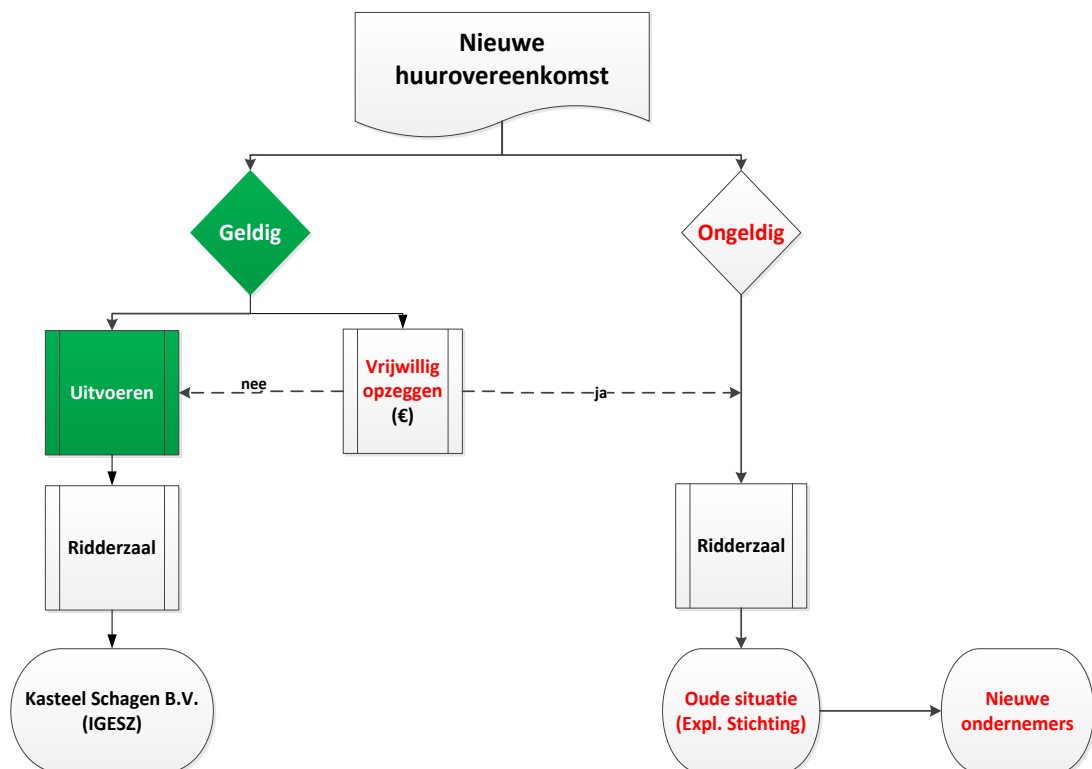 Nieuwe
huurovereenkomst
Geldig
Ongeldig
Uitvoeren
nee
Vrijwillig
opzeggen
(€)
ja
Ridderzaal
Ridderzaal
Kasteel Schagen B.V.
(IGESZ)
Oude situatie
(Expl. Stichting)
Nieuwe
ondernemers